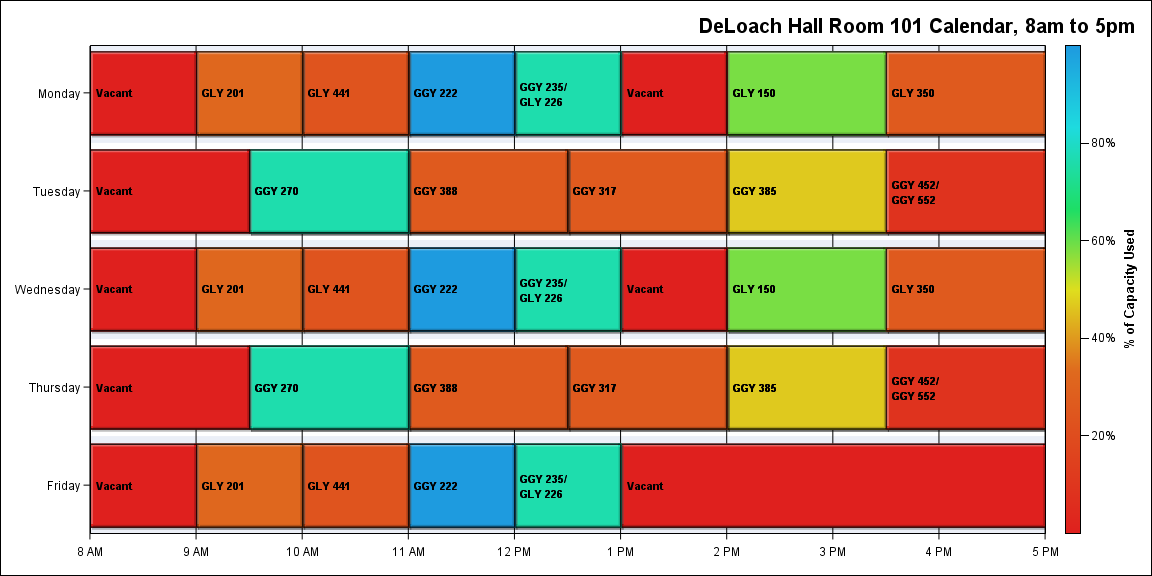 DeLoach Hall Room 101 Calendar, 8am to 5pm
Monday
Vacant
GLY 201
GLY 441
GGY 222
GGY 235/
GLY 226
Vacant
GLY 150
GLY 350
Tuesday
Vacant
GGY 270
GGY 388
GGY 317
GGY 385
GGY 452/
GGY 552
Wednesday
Vacant
GLY 201
GLY 441
GGY 222
GGY 235/
GLY 226
Vacant
GLY 150
GLY 350
Thursday
Vacant
GGY 270
GGY 388
GGY 317
GGY 385
GGY 452/
GGY 552
Friday
Vacant
GLY 201
GLY 441
GGY 222
GGY 235/
GLY 226
Vacant
8 AM
9 AM
10 AM
11 AM
12 PM
1 PM
2 PM
3 PM
4 PM
5 PM
80%
60%
40%
20%
% of Capacity Used